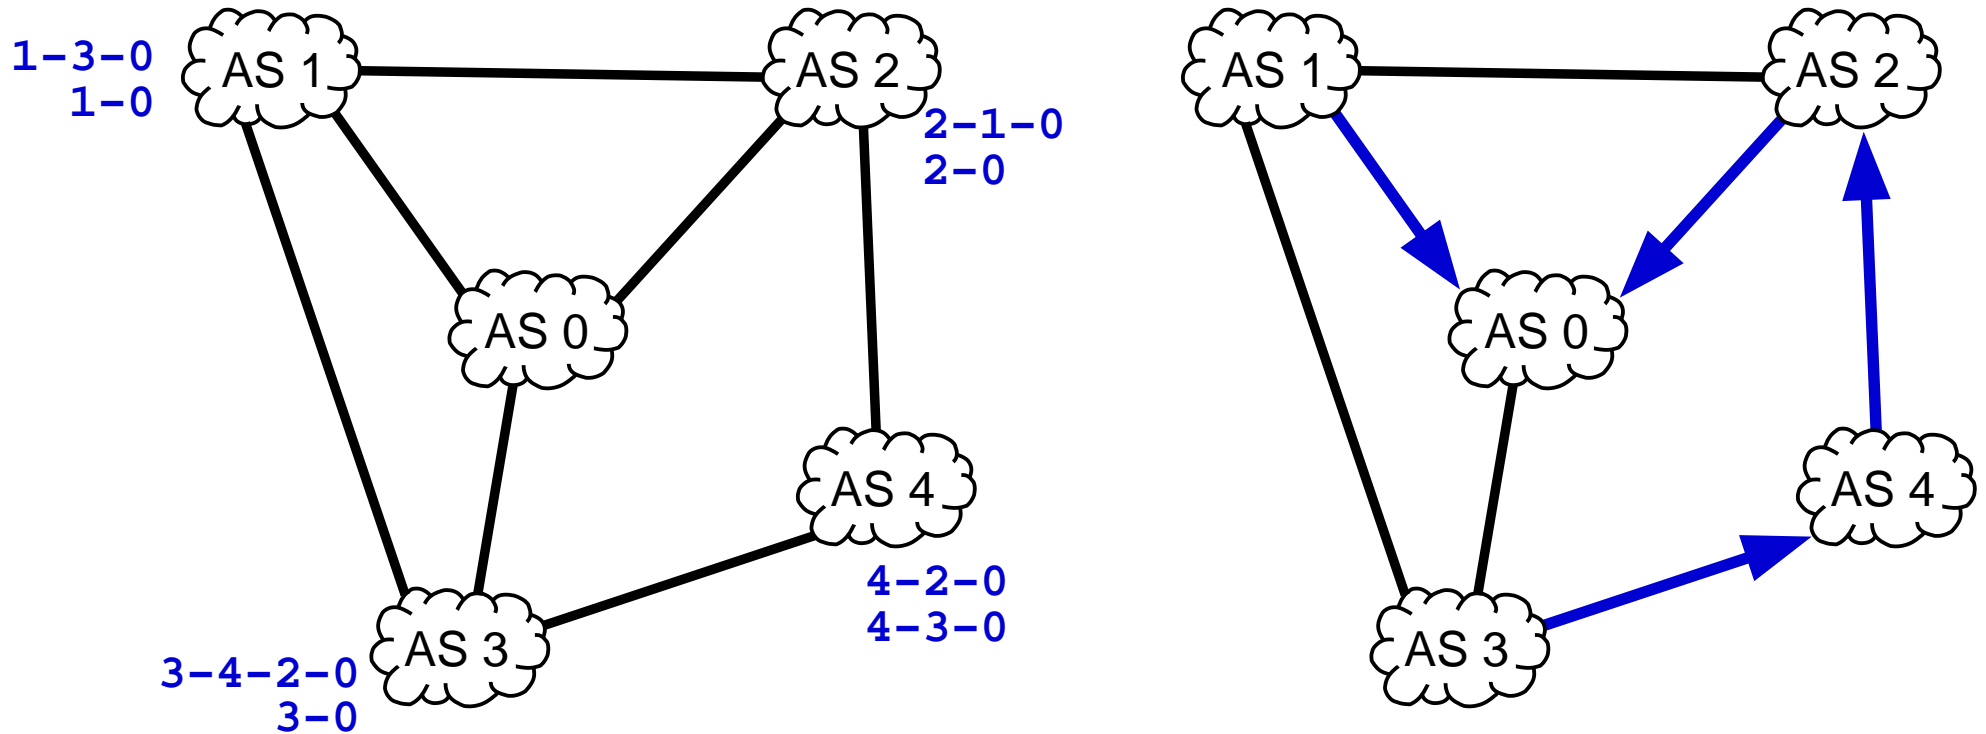 1-3-0
1-0
AS 1
AS 2
2-1-0
2-0
AS 0
AS 4
4-2-0
4-3-0
AS 3
3-4-2-0
3-0
AS 1
AS 2
AS 0
AS 4
AS 3